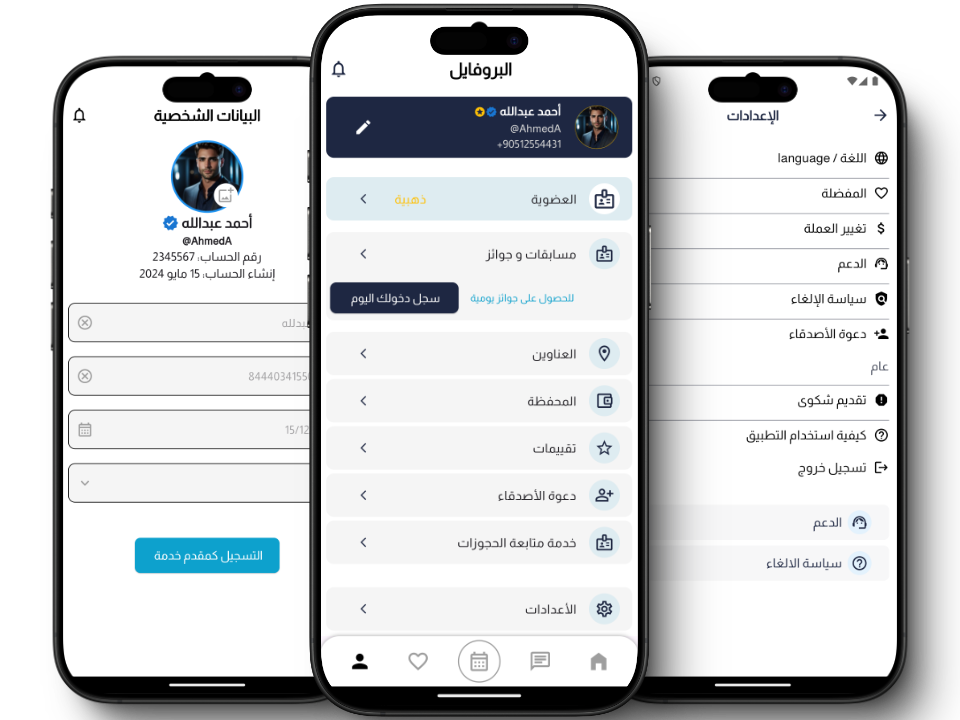 البيانات الشخصية
أحمد عبدالله
@AhmedA
رقم الحساب: 2345567
إنشاء الحساب: 15 مايو 2024
8444034155
15/12
التسجيل كمقدم خدمة
البروفايل
أحمد عبدالله
@AhmedA
+90512554431
العضوية
ذهبية
مسابقات و جوائز
للحصول على جوائز يومية
سجل دخولك اليوم
العناوين
المحفظة
تقييمات
دعوة الأصدقاء
خدمة متابعة الحجوزات
الأعدادات
الإعدادات
اللغة / language
المفضلة
تغيير العملة
الدعم
سياسة الإلغاء
دعوة الأصدقاء
عام
تقديم شكوى
كيفية استخدام التطبيق
تسجيل خروج
الدعم
سياسة الالغاء